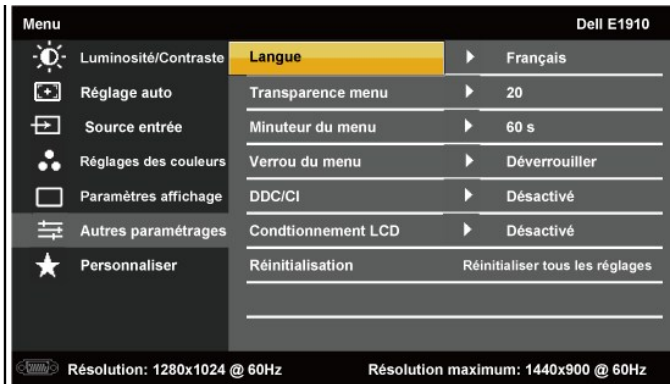 Menu Dell E1910
Luminosité/Contraste Langue Français
Réglage auto Transparence menu 20
Source entrée Minuteur du menu 60 s
Réglages des couleurs Verrou du menu Déverrouiller
Paramètres affichage DDC/CI Désactivé
Autres paramétrages Condtionnement LCD Désactivé
Personnaliser Réinitialisation Réinitialiser tous les réglages
Résolution: 1280x1024 @ 60Hz Résolution maximum: 1440x900 @ 60Hz